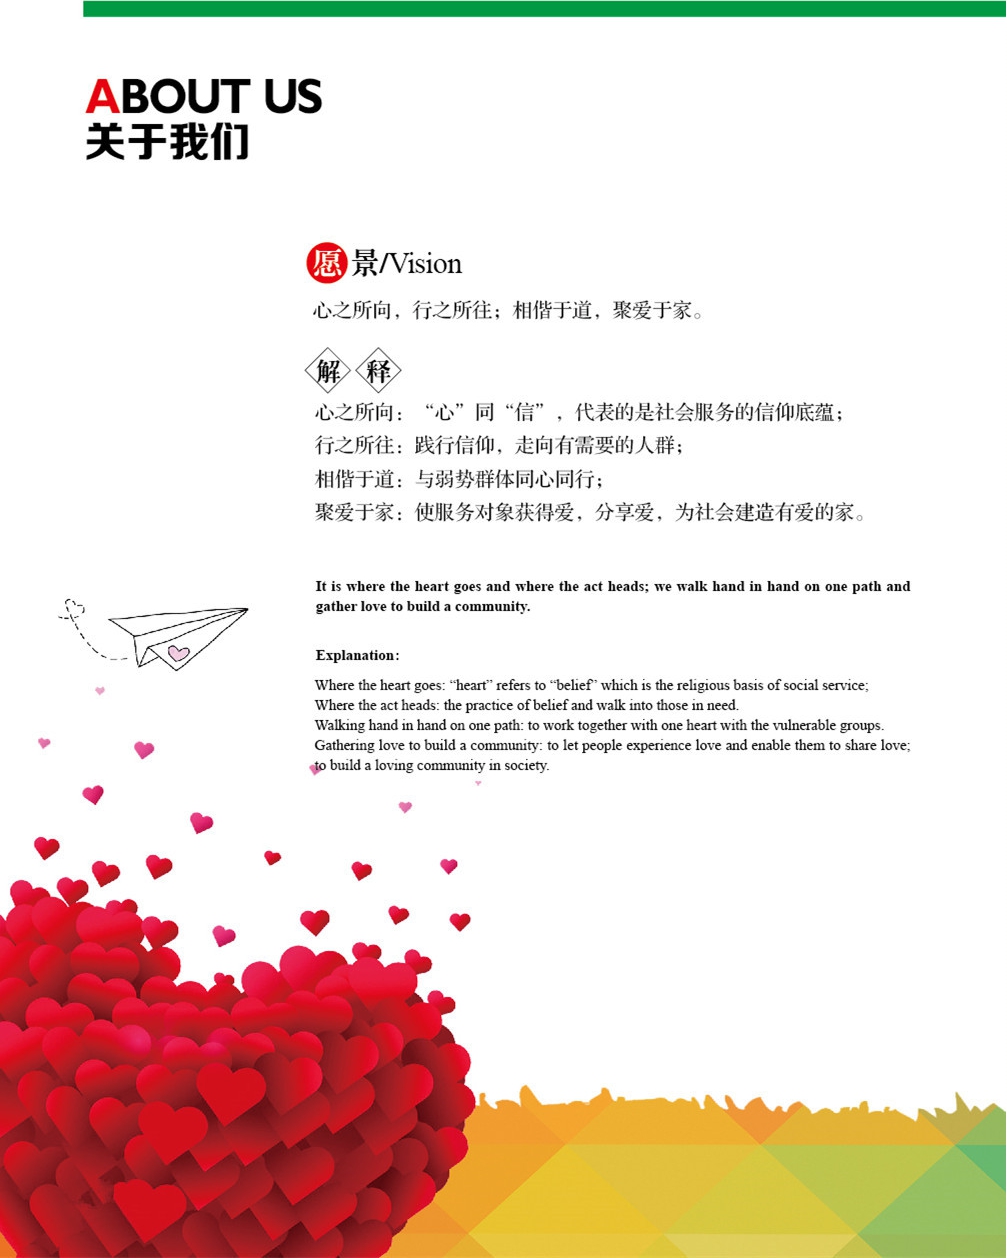 ABOUT US
关于我们
愿景/Vision
心之所向，行之所往；相偕于道，聚爱于家。
解释
心之所向：“心”同“信”，代表的是社会服务的信仰底蕴；
行之所往：践行信仰，走向有需要的人群；
相偕于道：与弱势群体同心同行；
聚爱于家：使服务对象获得爱，分享爱，为社会建造有爱的家。
It is where the heart goes and where the act heads; we walk hand in hand on one path and
gather love to build a community.
Explanation:
Where the heart goes: “heart” refers to “belief” which is the religious basis of social service;
Where the act heads: the practice of belief and walk into those in need.
Walking hand in hand on one path: to work together with one heart with the vulnerable groups.
Gathering love to build a community: to let people experience love and enable them to share love;
to build a loving community in society.